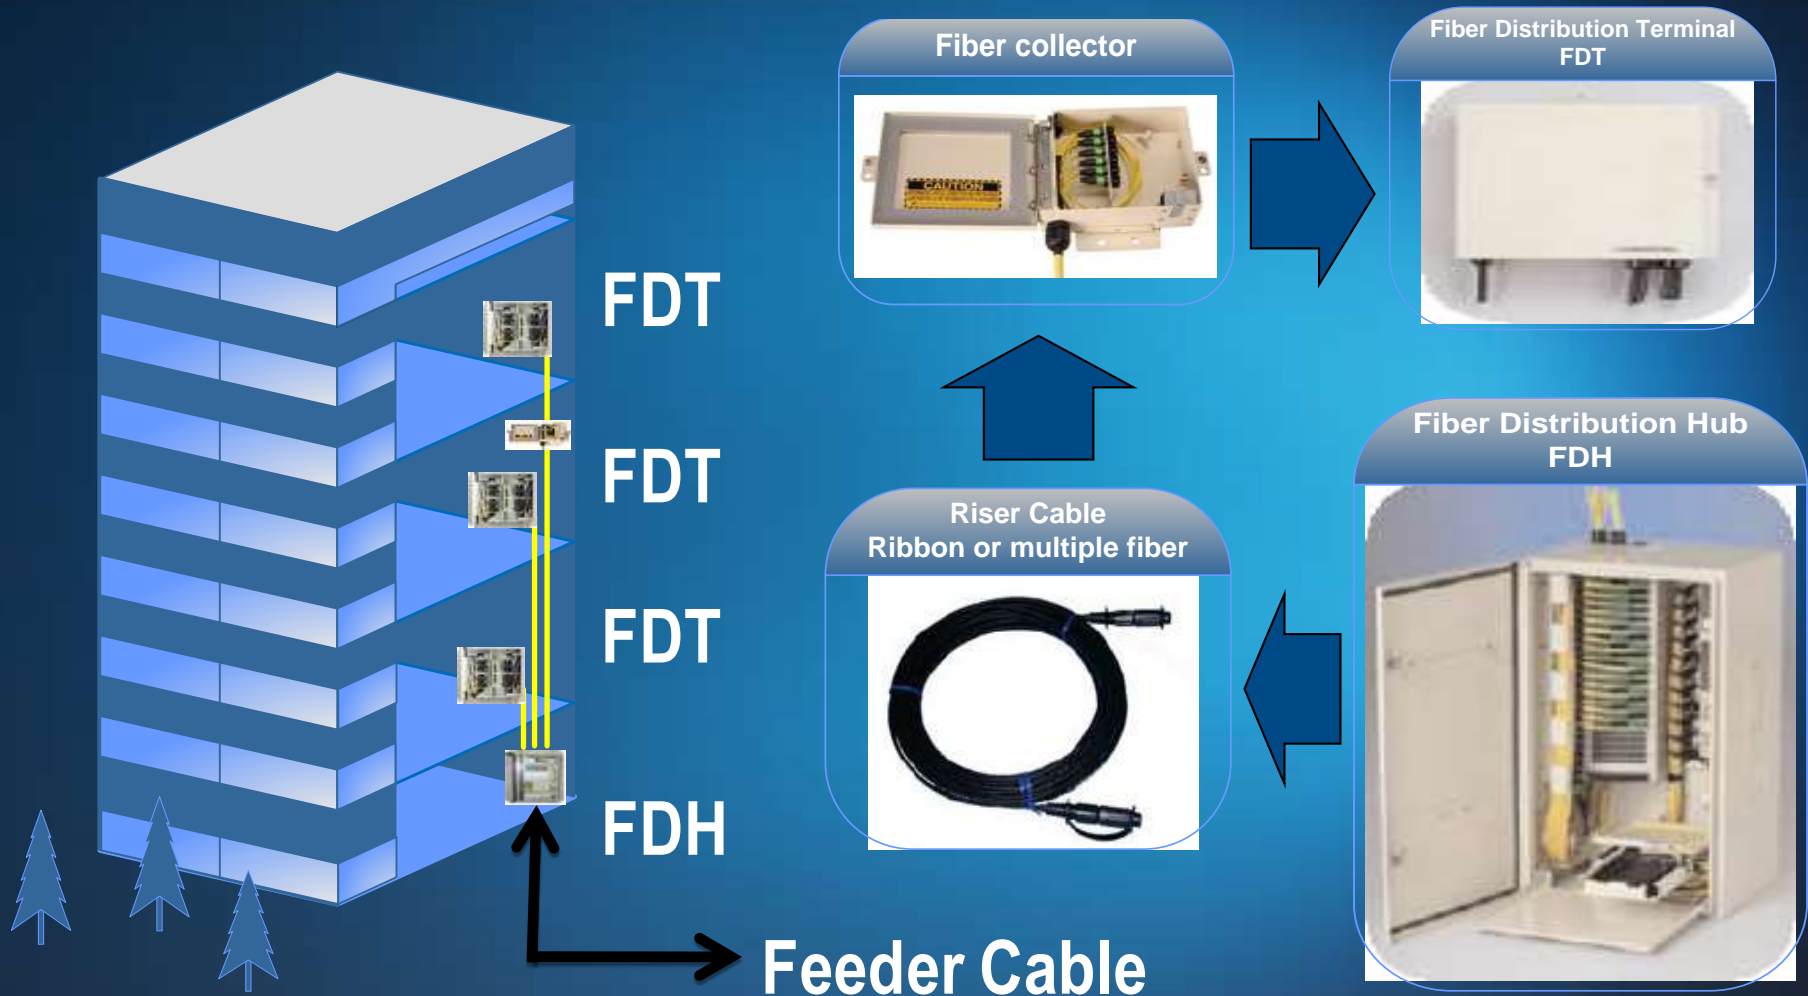 Fiber collector
CAUTION
Fiber Distribution Terminal
FDT
FDT
FDT
FDT
FDH
Feeder Cable
Riser Cable
Ribbon or multiple fiber
Fiber Distribution Hub
FDH